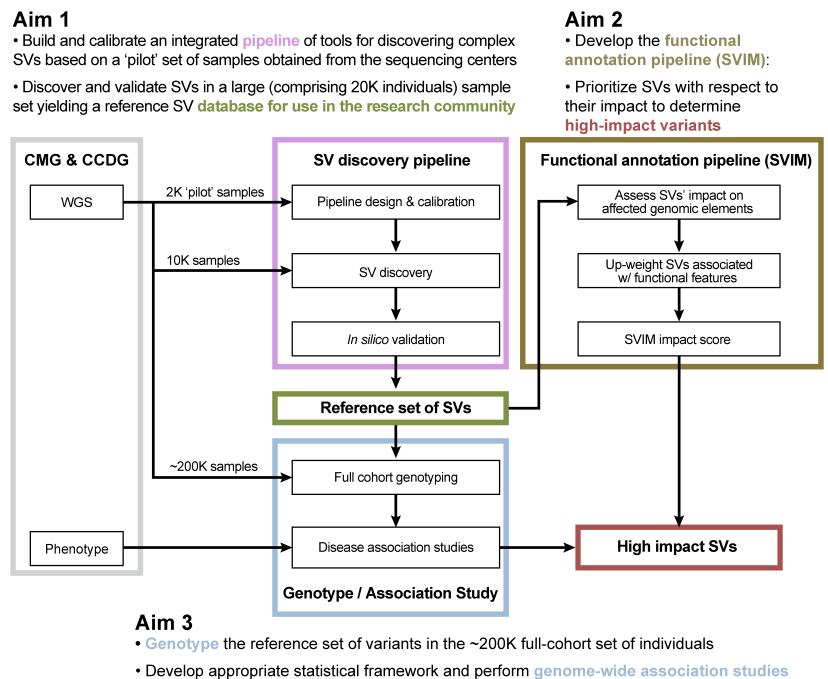 Aim 1
• Build and calibrate an integrated pipeline of tools for discovering complex
SVs based on a ‘pilot’ set of samples obtained from the sequencing centers
• Discover and validate SVs in a large (comprising 20K individuals) sample
set yielding a reference SV database for use in the research community
Aim 2
• Develop the functional
annotation pipeline (SVIM):
• Prioritize SVs with respect to
their impact to determine
high-impact variants
CMG & CCDG
WGS
Phenotype
2K ‘pilot’ samples
10K samples
~200K samples
SV discovery pipeline
Pipeline design & calibration
SV discovery
In silico validation
Reference set of SVs
Full cohort genotyping
Disease association studies
Genotype / Association Study
Functional annotation pipeline (SVIM)
Assess SVs’ impact on
affected genomic elements
Up-weight SVs associated
w/ functional features
SVIM impact score
High impact SVs
Aim 3
• Genotype the reference set of variants in the ~200K full-cohort set of individuals
• Develop appropriate statistical framework and perform genome-wide association studies